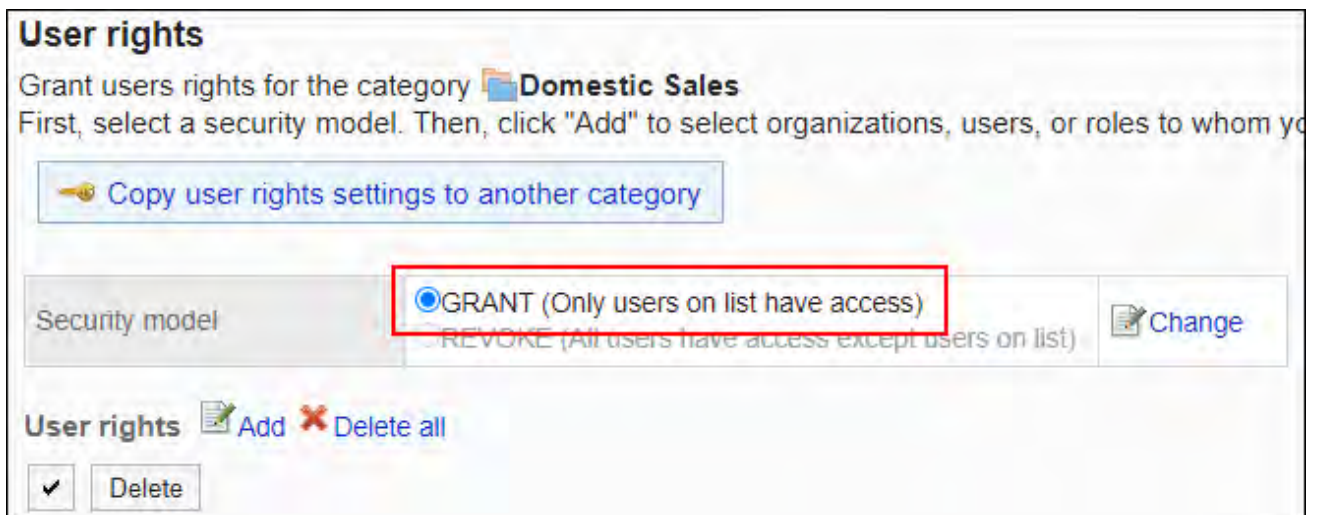 User rights
Grant users rights for the category Domestic Sales
First, select a security model. Then, click "Add" to select organizations, users, or roles to whom yo
Copy user rights settings to another category
Security model
GRANT (Only users on list have access)
REVOKE (All users have access except users on list)
Change
User rights Add Delete all
Delete